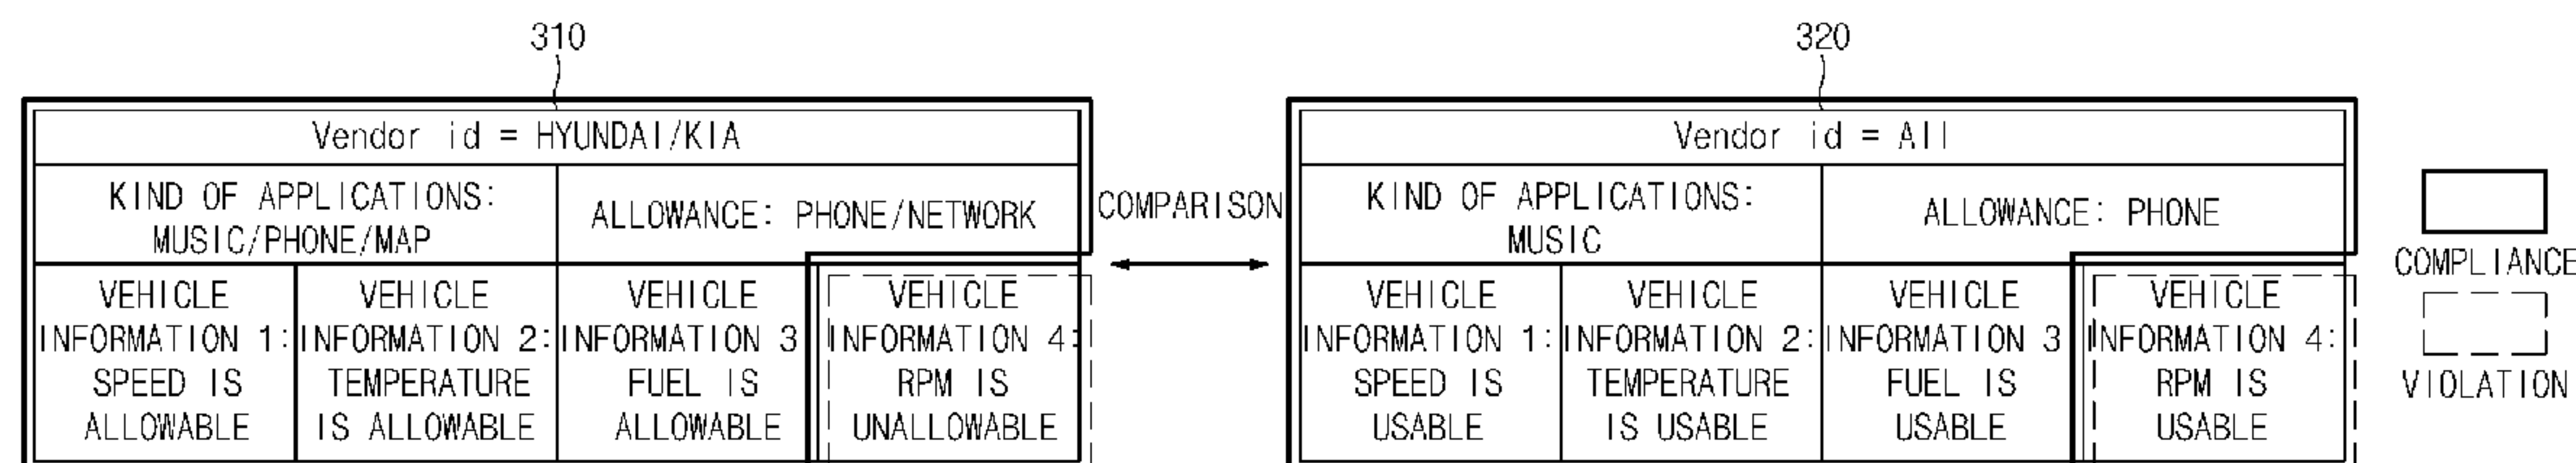 310
320
Vendor id = HYUNDAI/KIA
KIND OF APPLICATIONS:
MUSIC/PHONE/MAP
ALLOWANCE: PHONE/NETWORK
VEHICLE
INFORMATION 1:
SPEED IS
ALLOWABLE
VEHICLE
INFORMATION 2:
TEMPERATURE
IS ALLOWABLE
VEHICLE
INFORMATION 3
FUEL IS
ALLOWABLE
VEHICLE
INFORMATION 4:
RPM IS
UNALLOWABLE
COMPARISON
Vendor id = All
KIND OF APPLICATIONS:
MUSIC
ALLOWANCE: PHONE
VEHICLE
INFORMATION 1:
SPEED IS
USABLE
VEHICLE
INFORMATION 2:
TEMPERATURE
IS USABLE
VEHICLE
INFORMATION 3
FUEL IS
USABLE
VEHICLE
INFORMATION 4:
RPM IS
USABLE
COMPLIANCE
VIOLATION